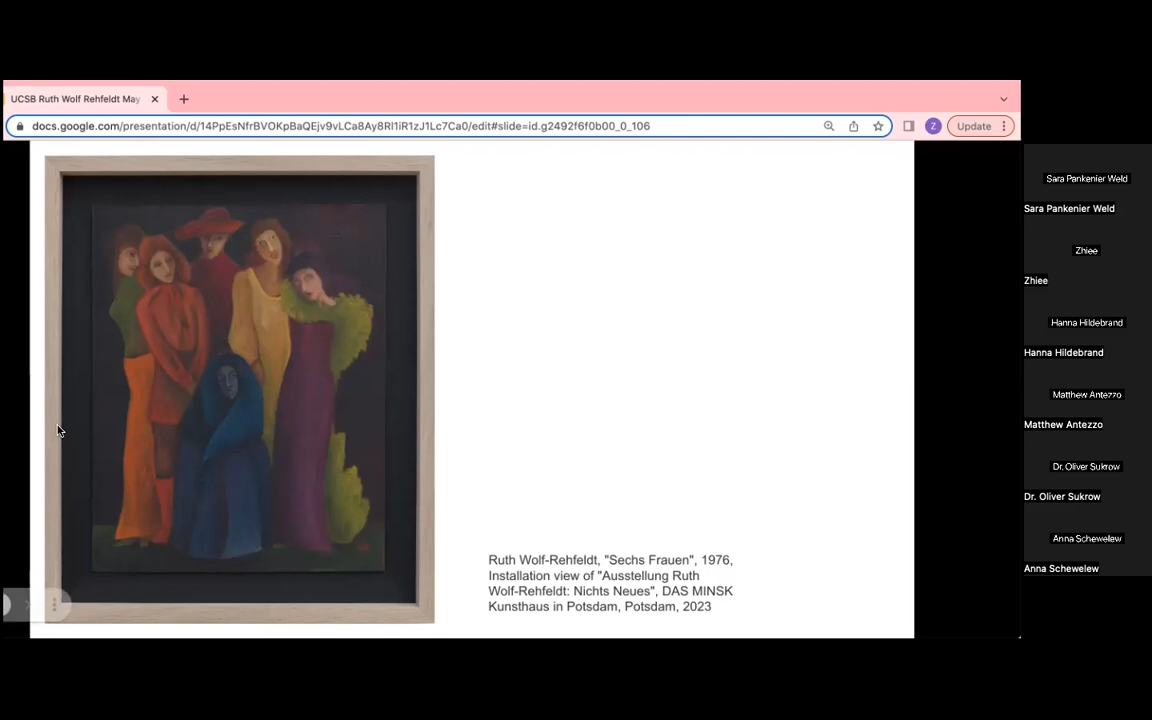 UCSB Ruth Wolf Rehfeldt May
docs.google.com/presentation/d/14PpEsNfrBVOKpBaQEjv9vLCa8Ay8Rl1iR1zJ1Lc7Ca0/edit#slide=id.g2492f6f0b00_0_106
Z
Update
Ruth Wolf-Rehfeldt, "Sechs Frauen", 1976,
Installation view of "Ausstellung Ruth
Wolf-Rehfeldt: Nichts Neues", DAS MINSK
Kunsthaus in Potsdam, Potsdam, 2023
Sara Pankenier Weld
Sara Pankenier Weld
Zhiee
Zhiee
Hanna Hildebrand
Hanna Hildebrand
Matthew Antezzo
Matthew Antezzo
Dr. Oliver Sukrow
Dr. Oliver Sukrow
Anna Schewelew
Anna Schewelew